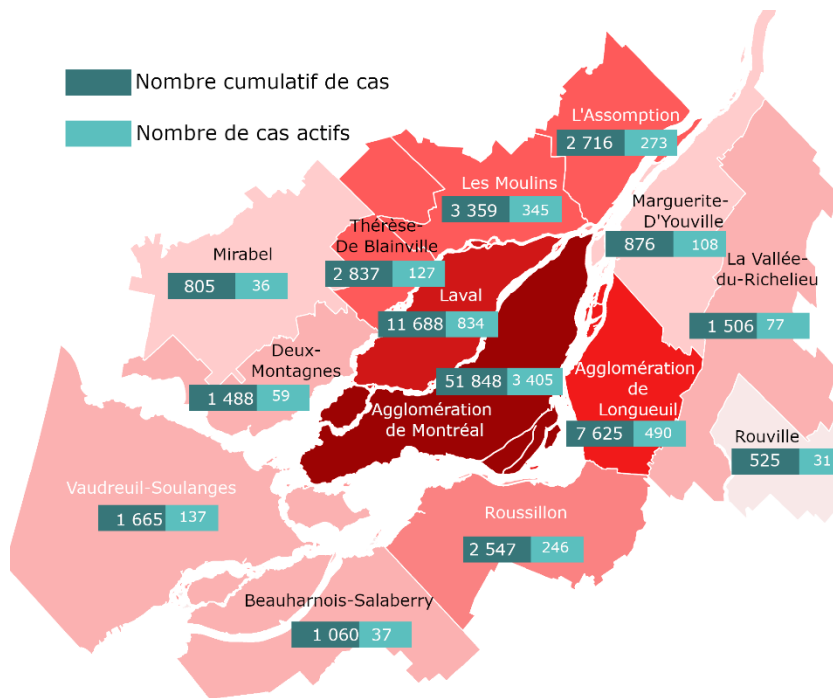 Nombre cumulatif de cas
Nombre de cas actifs
L'Assomption
2 716 273
Les Moulins
3 359 345
Marguerite-
D'Youville
876 108
Thérèse-
De Blainville
2 837 127
Mirabel
805 36
La Vallée-
du-Richelieu
1 506 77
Laval
11 688 834
Deux-
Montagnes
1 488 59
51 848 3 405
Agglomération
de Montréal
Agglomération
de
Longueuil
7 625 490
Rouville
525 31
Vaudreuil-Soulanges
1 665 137
Roussillon
2 547 246
Beauharnois-Salaberry
1 060 37